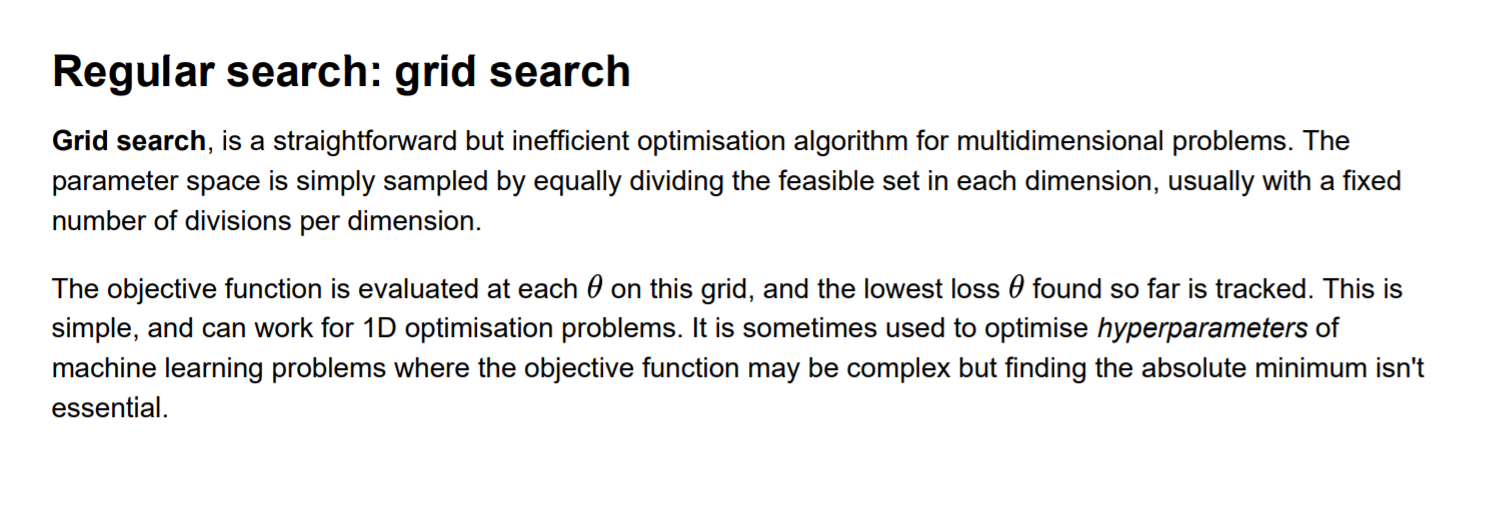 Regular search: grid search
Grid search, is a straightforward but inefficient optimisation algorithm for multidimensional problems. The
parameter space is simply sampled by equally dividing the feasible set in each dimension, usually with a fixed
number of divisions per dimension.
The objective function is evaluated at each θ on this grid, and the lowest loss θ found so far is tracked. This is
simple, and can work for 1D optimisation problems. It is sometimes used to optimise hyperparameters of
machine learning problems where the objective function may be complex but finding the absolute minimum isn't
essential.